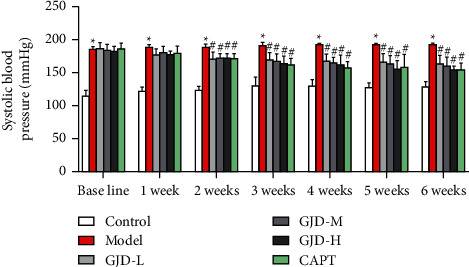 Systolic blood
pressure (mmHg)
250
200
150
100
50
0
* * # # # # * # # # # * # # # # * # # # # * # # # # * # # # #
Base line 1 week 2 weeks 3 weeks 4 weeks 5 weeks 6 weeks
Control
Model
GJD-L
GJD-M
GJD-H
CAPT